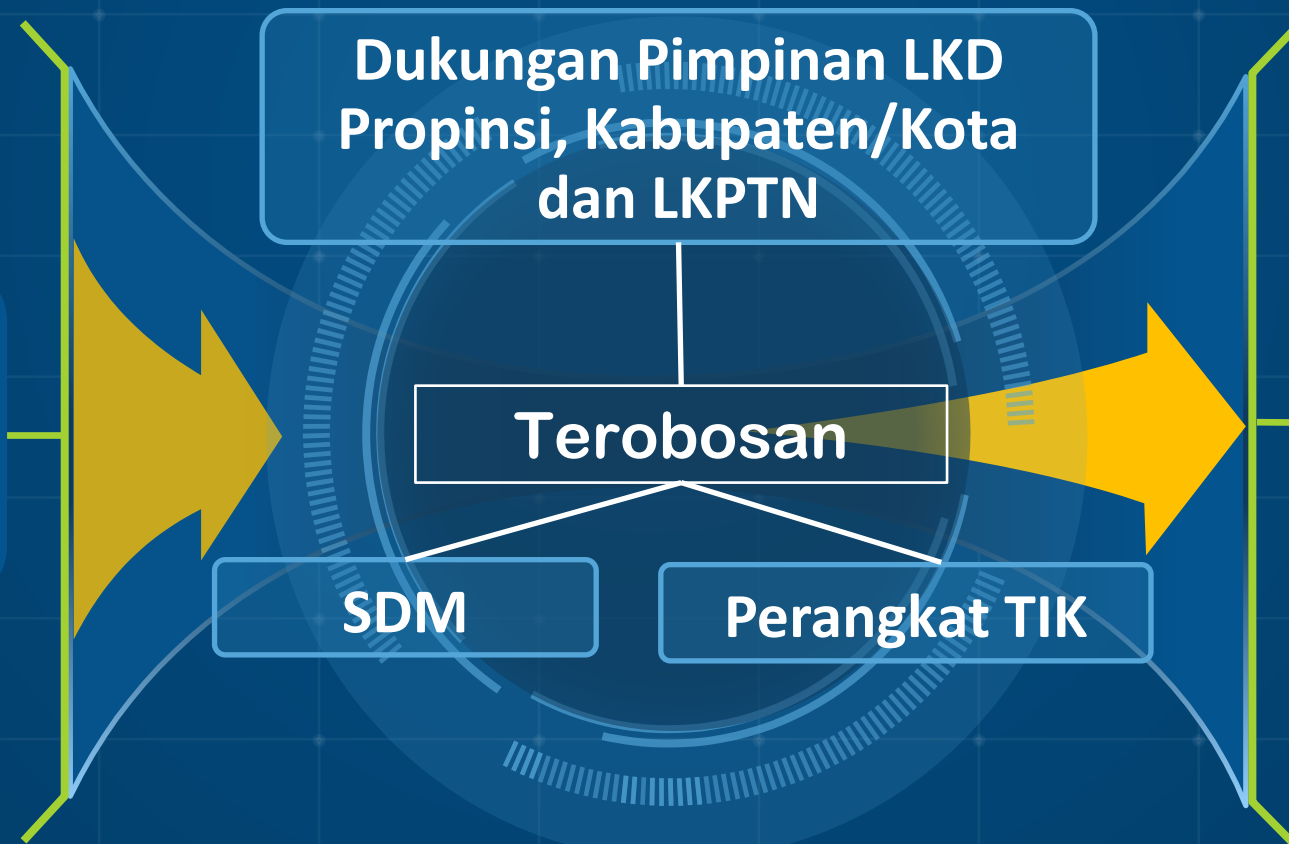 Dukungan Pimpinan LKD
Propinsi, Kabupaten/Kota
dan LKPTN
Terobosan
SDM
Perangkat TIK